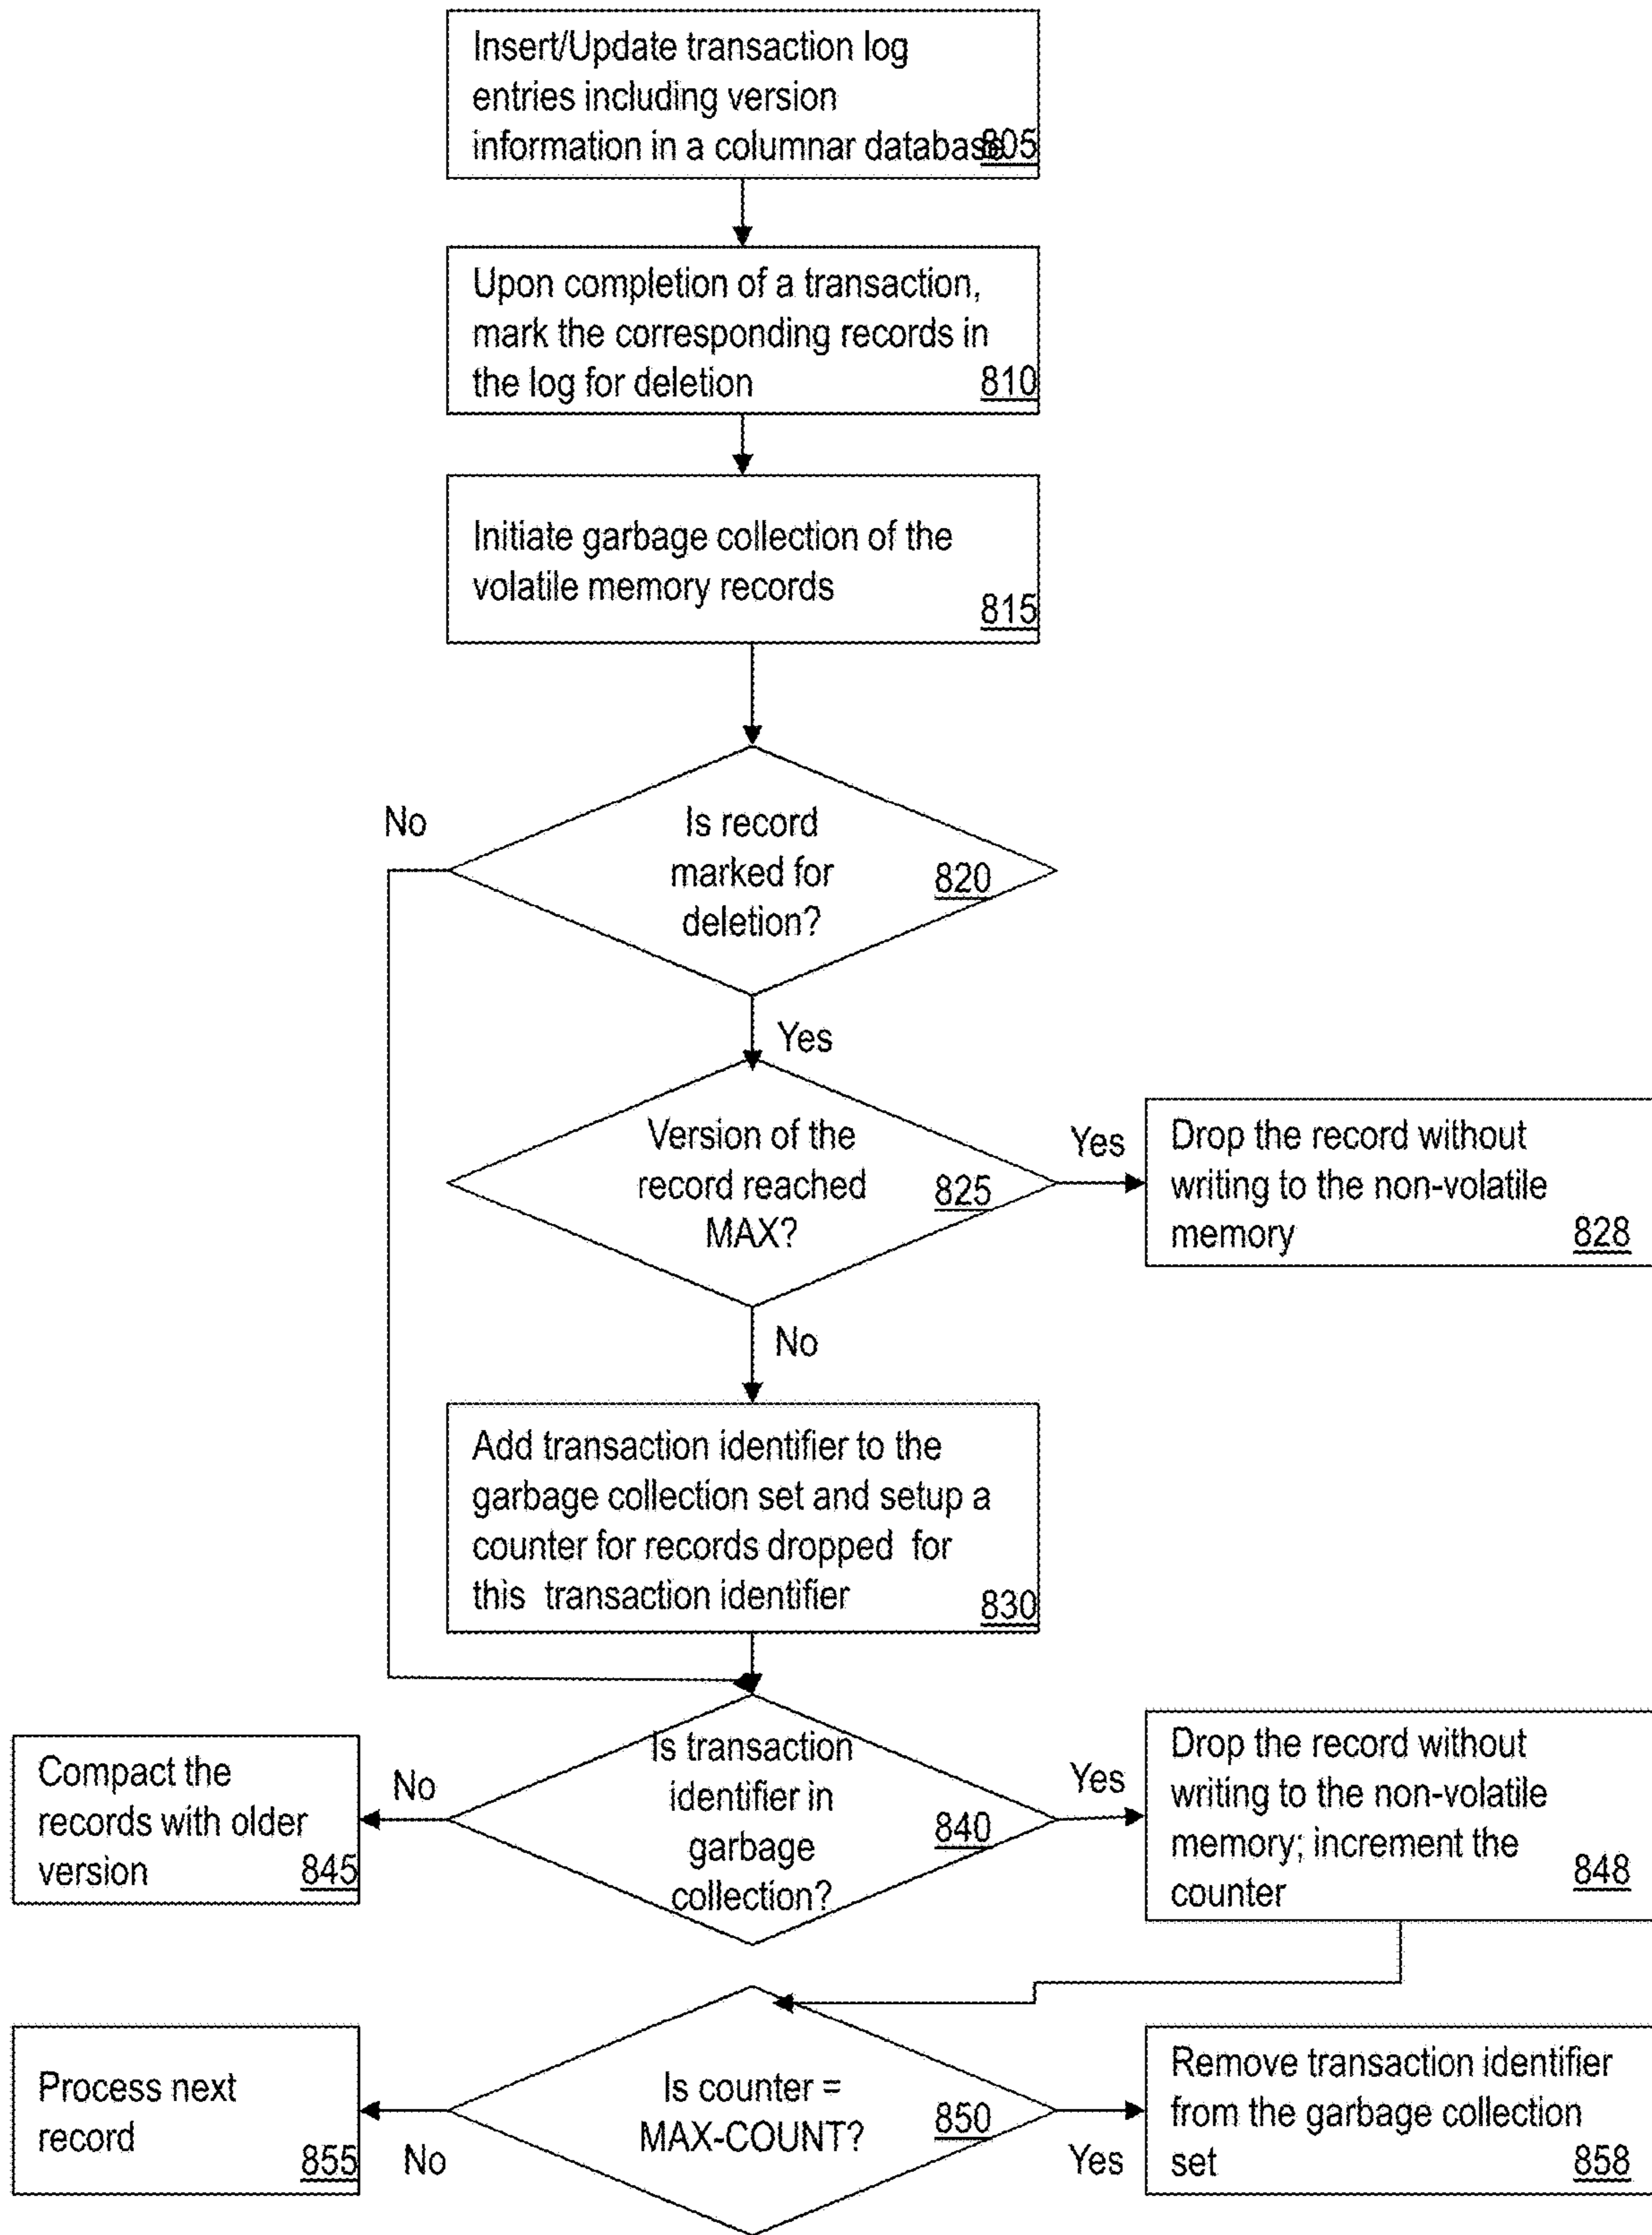 Insert/Update transaction log
entries including version
information in a columnar database
805
Upon completion of a transaction,
mark the corresponding records in
the log for deletion
810
Initiate garbage collection of the
volatile memory records
815
No
Is record
marked for
deletion?
820
Yes
Version of the
record reached
MAX?
825
Yes
Drop the record without
writing to the non-volatile
memory
828
No
Add transaction identifier to the
garbage collection set and setup a
counter for records dropped for
this transaction identifier
830
Compact the
records with older
version
845
No
Is transaction
identifier in
garbage
collection?
840
Yes
Drop the record without
writing to the non-volatile
memory; increment the
counter
848
Process next
record
855
No
Is counter =
MAX-COUNT?
850
Yes
Remove transaction identifier
from the garbage collection
set
858